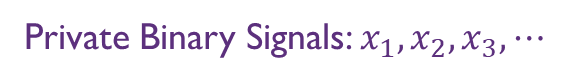 Private Binary Signals: x₁, x₂, x₃, ⋯